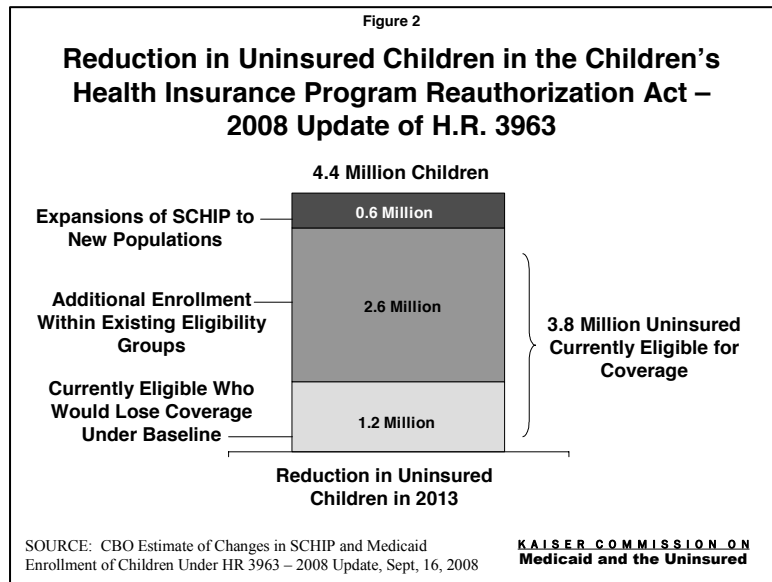 Figure 2
Reduction in Uninsured Children in the Children's
Health Insurance Program Reauthorization Act –
2008 Update of H.R. 3963
4.4 Million Children
Expansions of SCHIP to
New Populations
0.6 Million
Additional Enrollment
Within Existing Eligibility
Groups
2.6 Million
3.8 Million Uninsured
Currently Eligible for
Coverage
Currently Eligible Who
Would Lose Coverage
Under Baseline
1.2 Million
Reduction in Uninsured
Children in 2013
SOURCE: CBO Estimate of Changes in SCHIP and Medicaid
Enrollment of Children Under HR 3963 – 2008 Update, Sept, 16, 2008
KAISER COMMISSION ON
Medicaid and the Uninsured